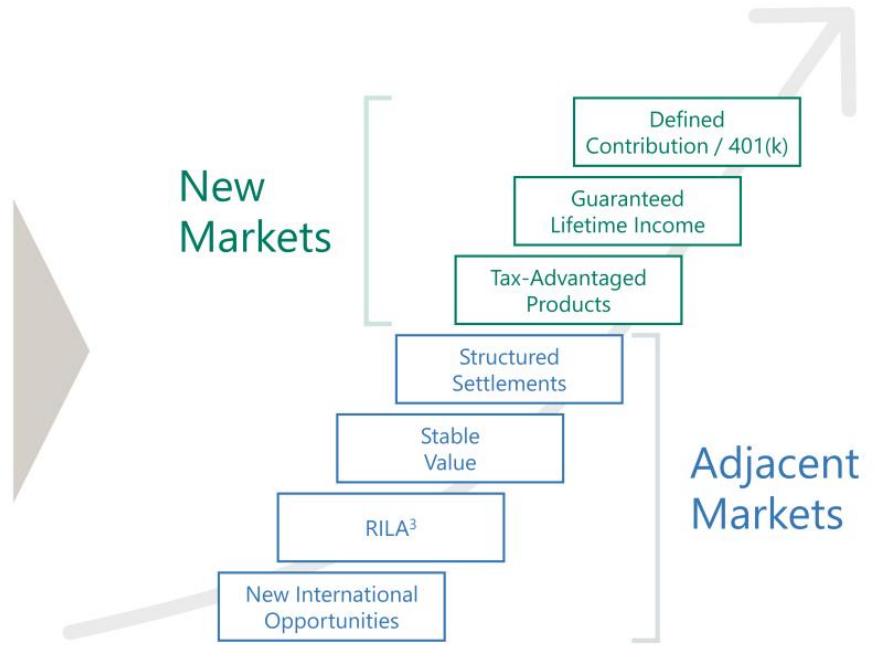 New
Markets
Defined
Contribution / 401(k)
Guaranteed
Lifetime Income
Tax-Advantaged
Products
Structured
Settlements
Stable
Value
RILA³
New International
Opportunities
Adjacent
Markets